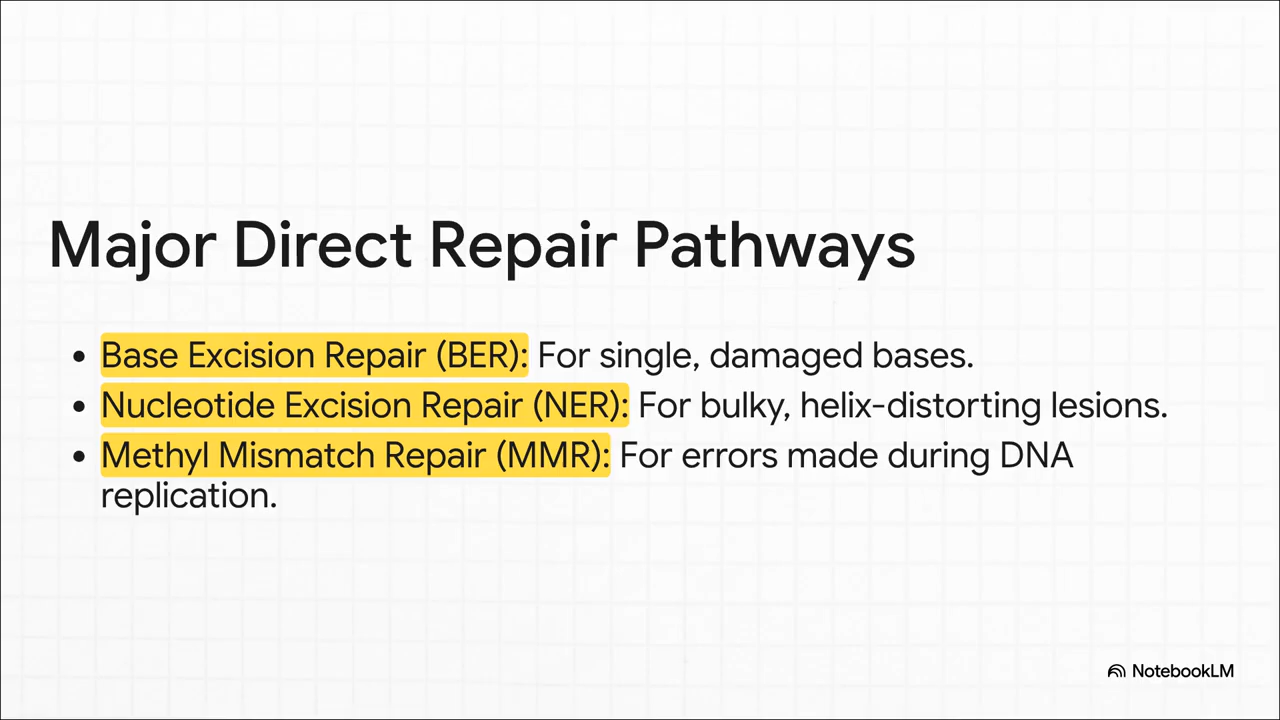 Major Direct Repair Pathways
• Base Excision Repair (BER): For single, damaged bases.
• Nucleotide Excision Repair (NER): For bulky, helix-distorting lesions.
• Methyl Mismatch Repair (MMR): For errors made during DNA
replication.
NotebookLM